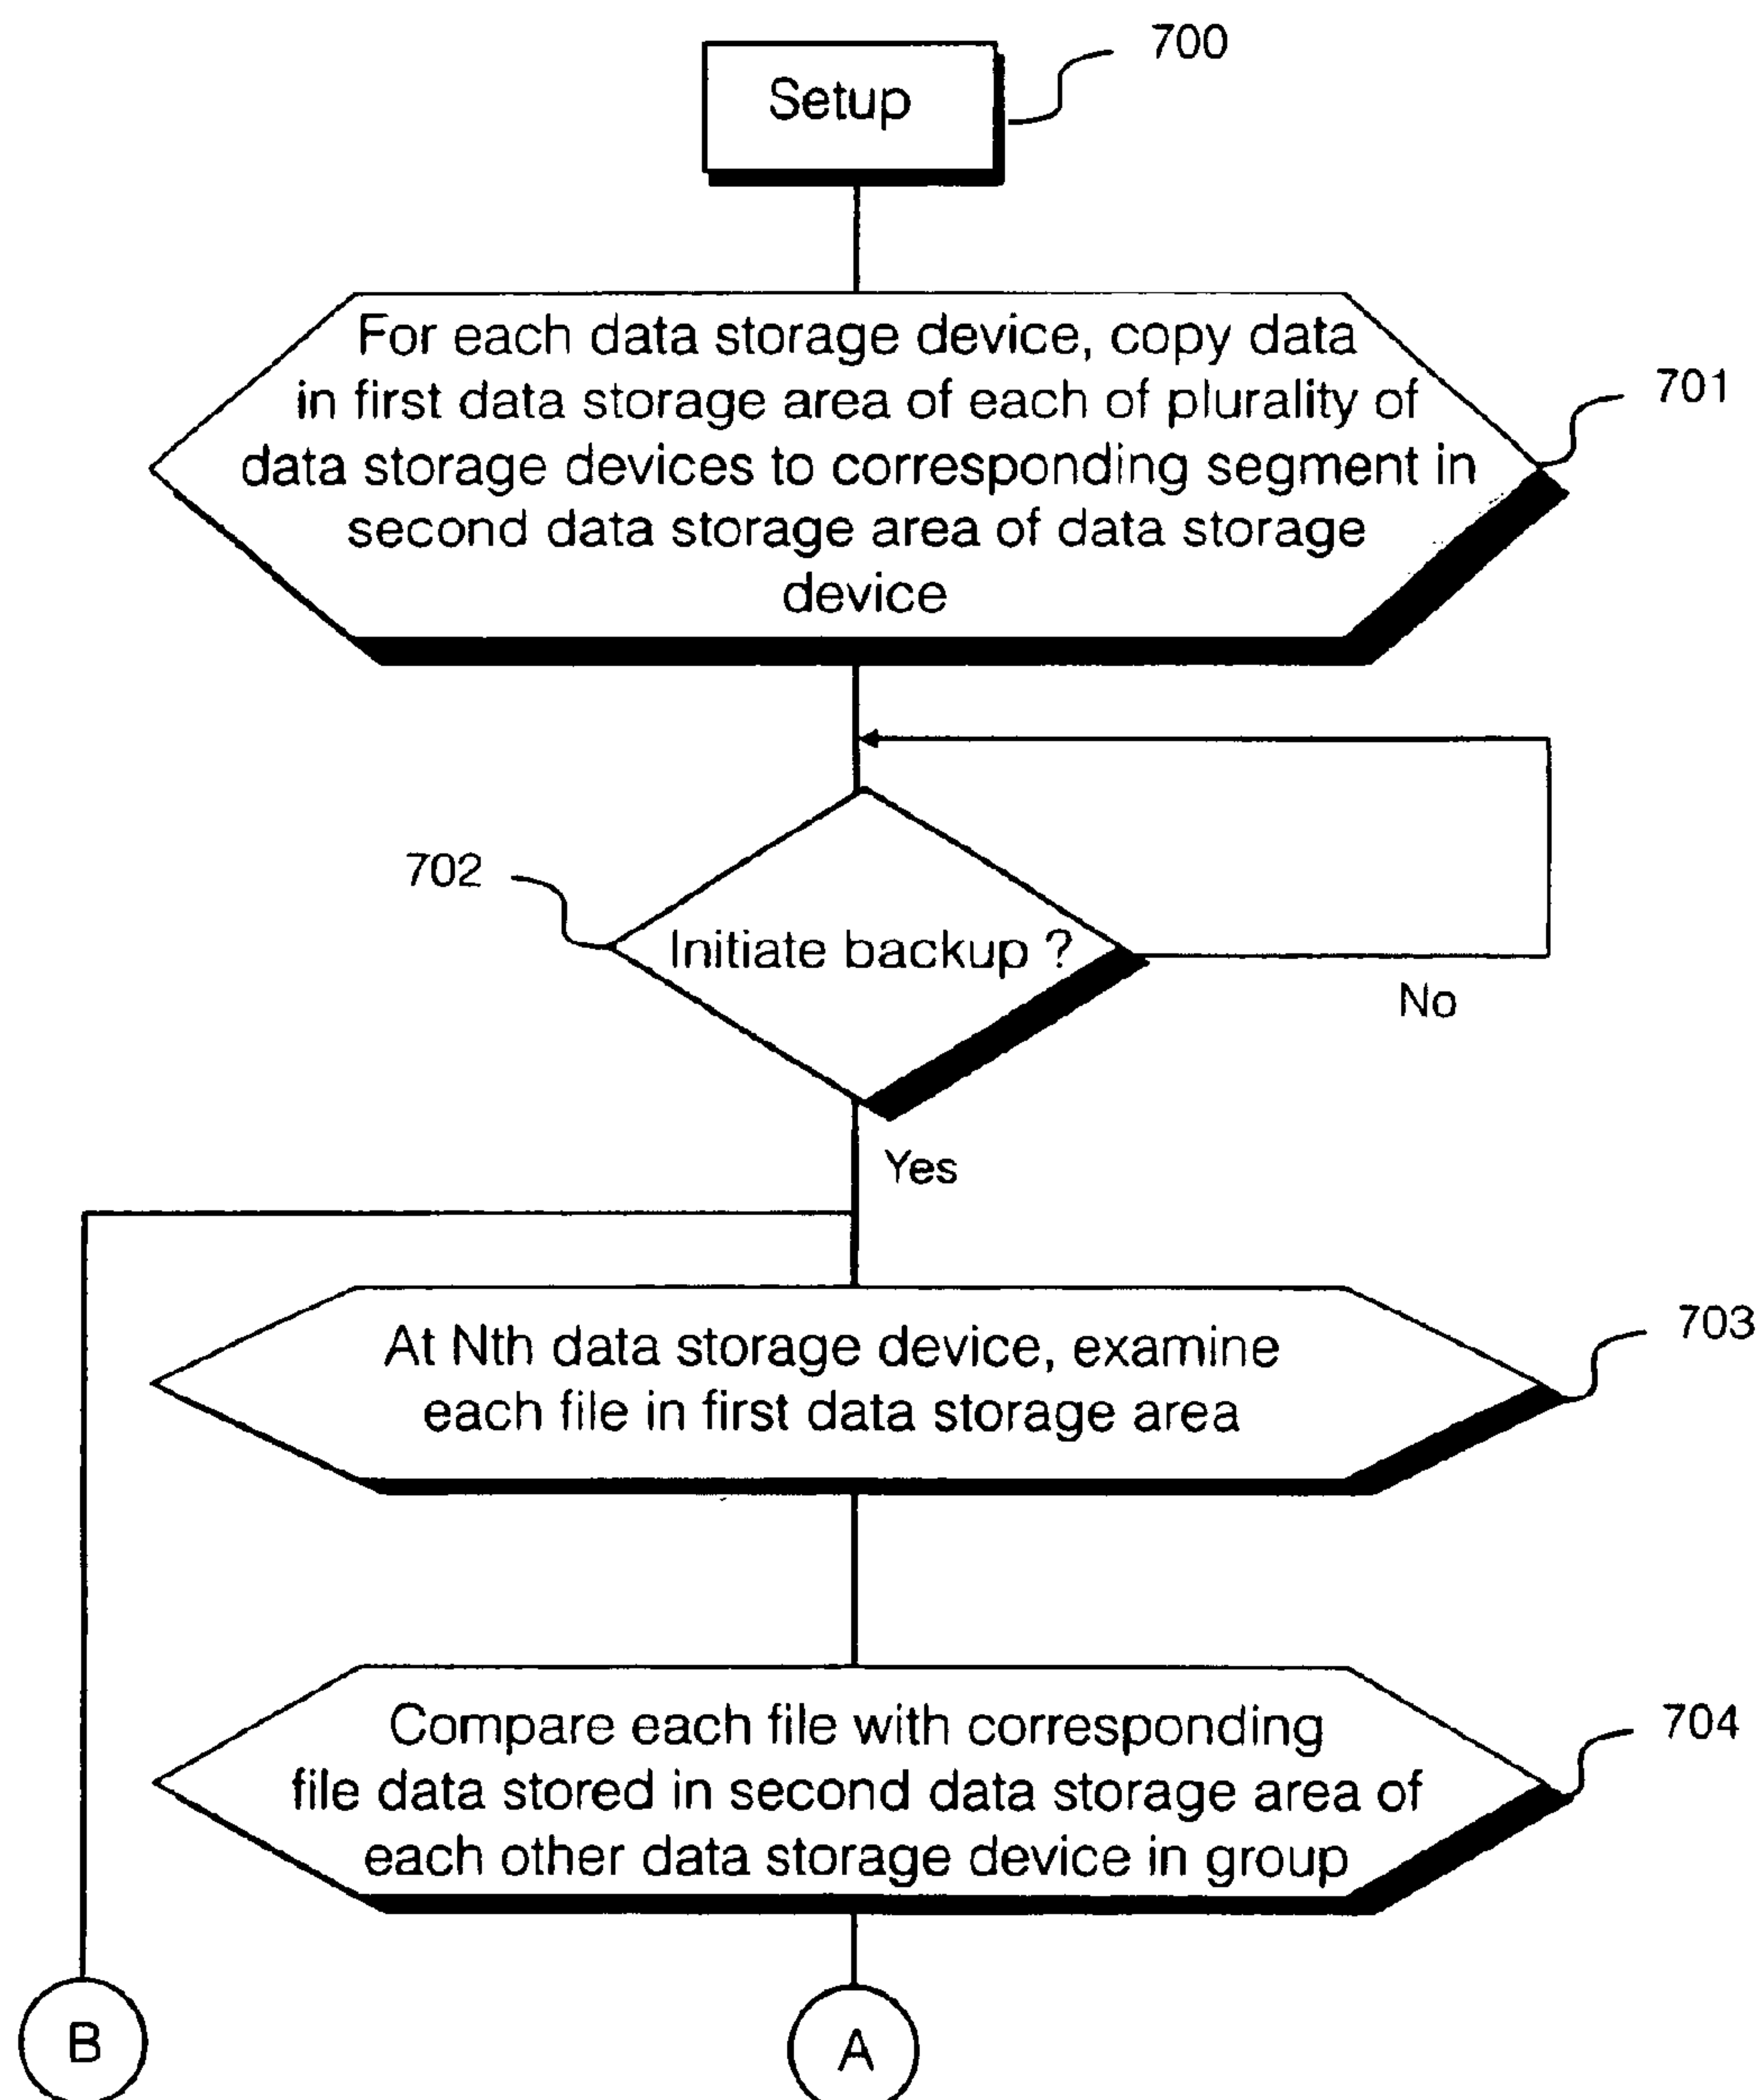 700
Setup
For each data storage device, copy data
in first data storage area of each of plurality of
data storage devices to corresponding segment in
second data storage area of data storage
device
701
702
Initiate backup ?
No
Yes
At Nth data storage device, examine
each file in first data storage area
703
Compare each file with corresponding
file data stored in second data storage area of
each other data storage device in group
704
B
A